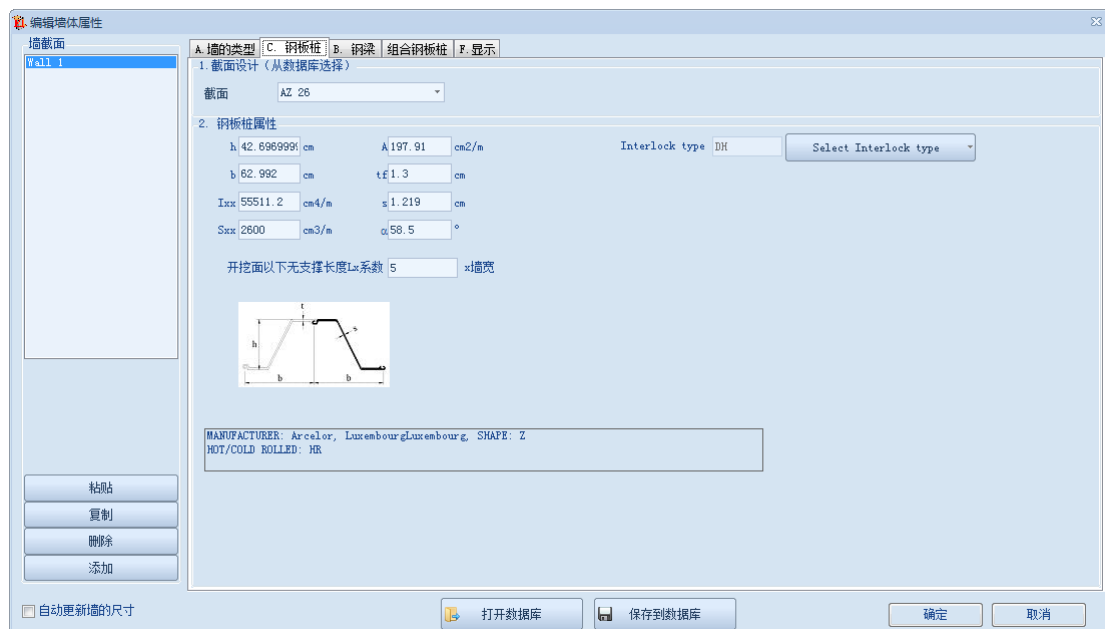 编辑墙体属性
墙截面
Wall 1
A.墙的类型 C. 钢板桩 B. 钢梁 组合钢板桩 F.显示
1.截面设计（从数据库选择）
截面 AZ 26
2. 钢板桩属性
h 42.696999 cm A 197.91 cm2/m Interlock type DH Select Interlock type
b 62.992 cm tf 1.3 cm
Ixx 55511.2 cm4/m s 1.219 cm
Sxx 2600 cm3/m α 58.5 °
开挖面以下无支撑长度Lx系数 5 x墙宽
t
s
h
b b
MANUFACTURER: Arcelor, LuxembourgLuxembourg, SHAPE: Z
HOT/COLD ROLLED: HR
粘贴
复制
删除
添加
自动更新墙的尺寸 打开数据库 保存到数据库 确定 取消